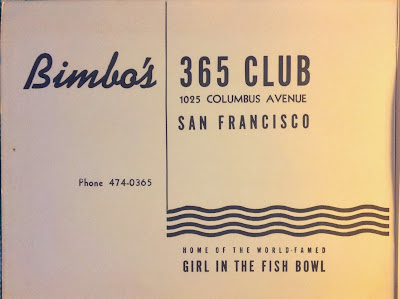 Bimbo's 365 CLUB
1025 COLUMBUS AVENUE
SAN FRANCISCO
Phone 474-0365
HOME OF THE WORLD-FAMED
GIRL IN THE FISH BOWL